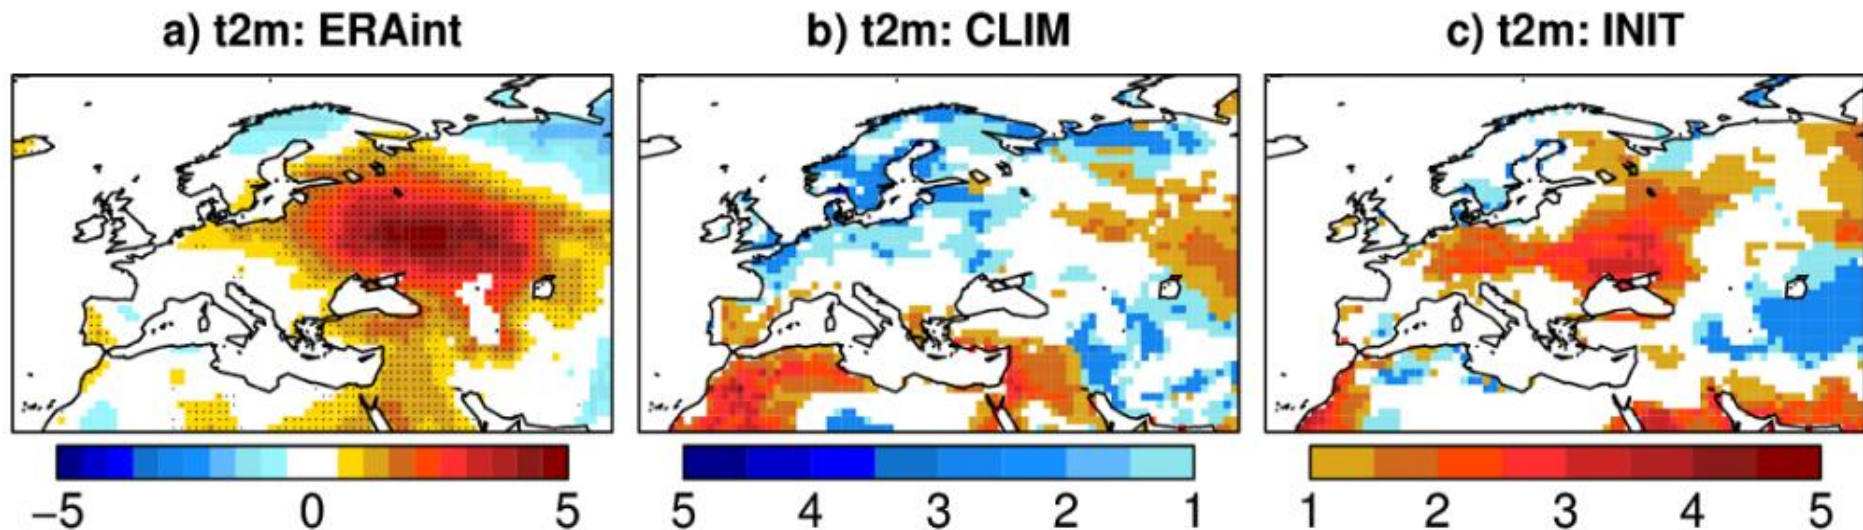 a) t2m: ERAint
b) t2m: CLIM
c) t2m: INIT
−5 0 5
5 4 3 2 1
1 2 3 4 5